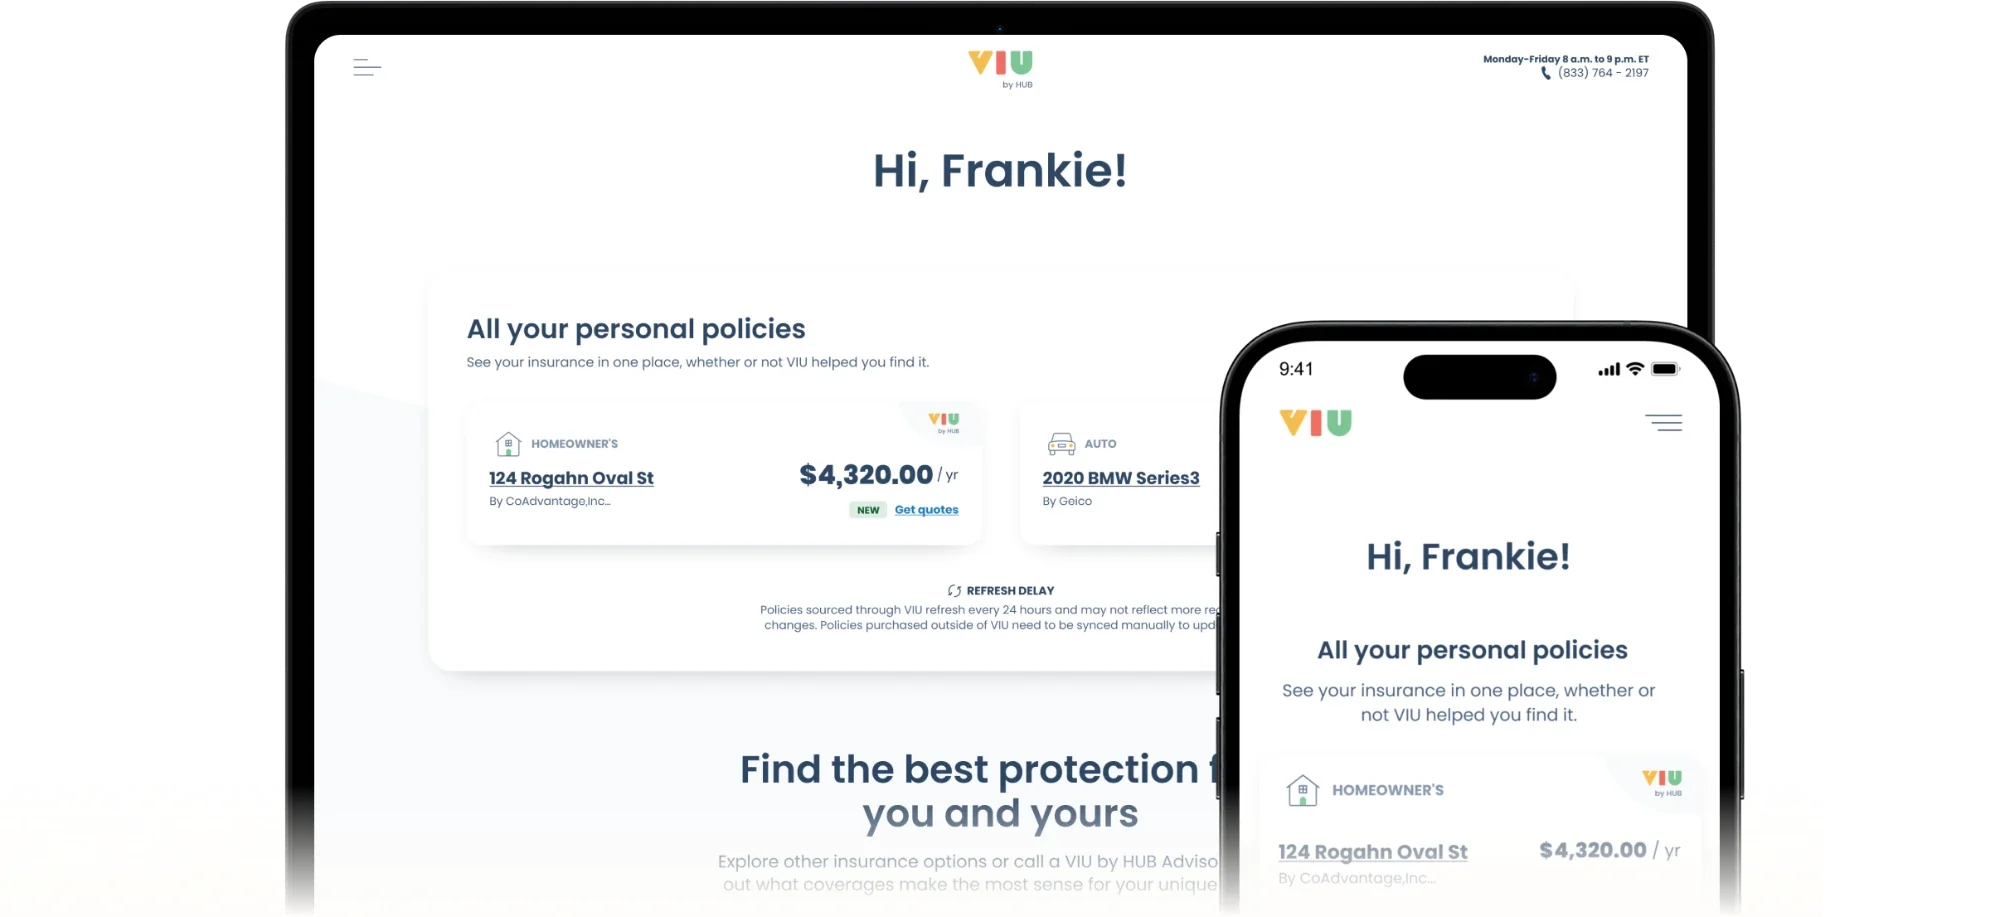 VIU
by HUB
Monday-Friday 8 a.m. to 9 p.m. ET
(833) 764 - 2197
Hi, Frankie!
All your personal policies
See your insurance in one place, whether or not VIU helped you find it.
VIU
by HUB
HOMEOWNER'S
124 Rogahn Oval St
$4,320.00 / yr
By CoAdvantage,Inc...
NEW Get quotes
AUTO
2020 BMW Series3
By Geico
REFRESH DELAY
Policies sourced through VIU refresh every 24 hours and may not reflect more
changes. Policies purchased outside of VIU need to be synced manually to
Find the best protection
you and yours
Explore other insurance options or call a VIU by HUB
out what coverages make the most sense for your unique
9:41
VIU
Hi, Frankie!
All your personal policies
See your insurance in one place, whether or
not VIU helped you find it.
VIU
by HUB
HOMEOWNER'S
124 Rogahn Oval St
$4,320.00 / yr
By CoAdvantage,Inc...